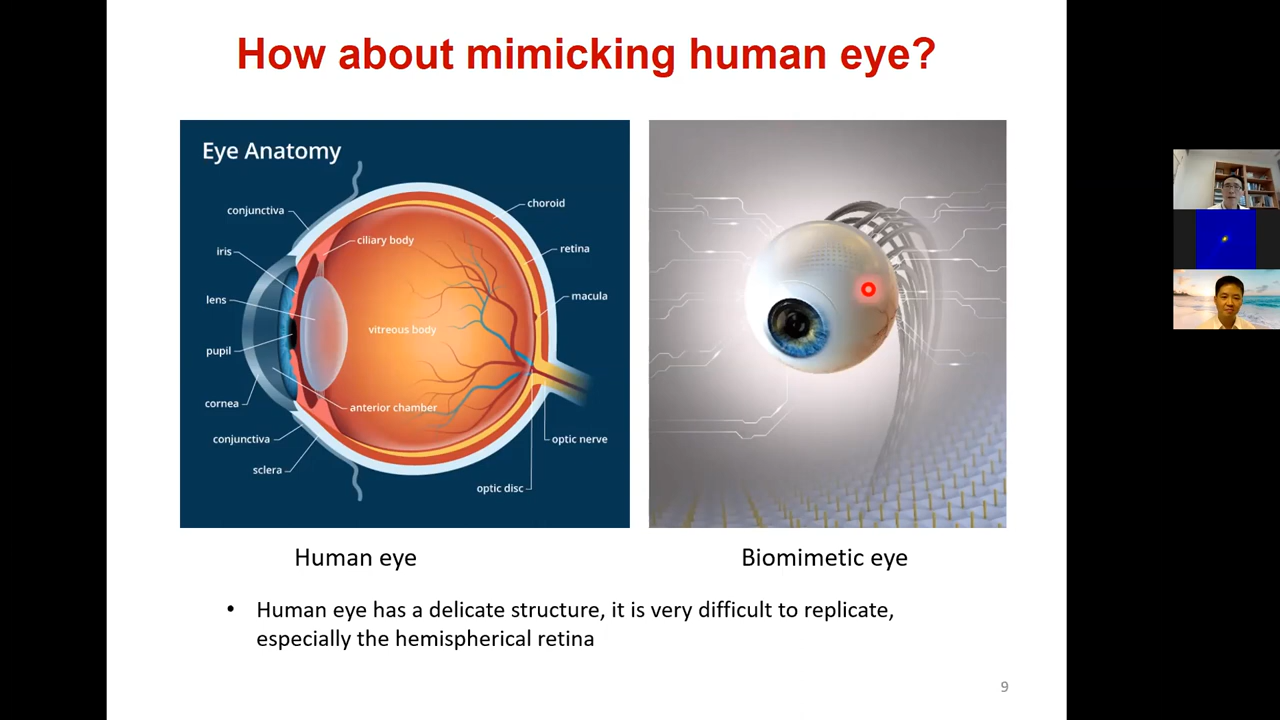 How about mimicking human eye?
Eye Anatomy
conjunctiva
iris
lens
pupil
cornea
conjunctiva
sclera
ciliary body
vitreous body
anterior chamber
choroid
retina
macula
optic nerve
optic disc
Human eye
Biomimetic eye
• Human eye has a delicate structure, it is very difficult to replicate,
especially the hemispherical retina
9